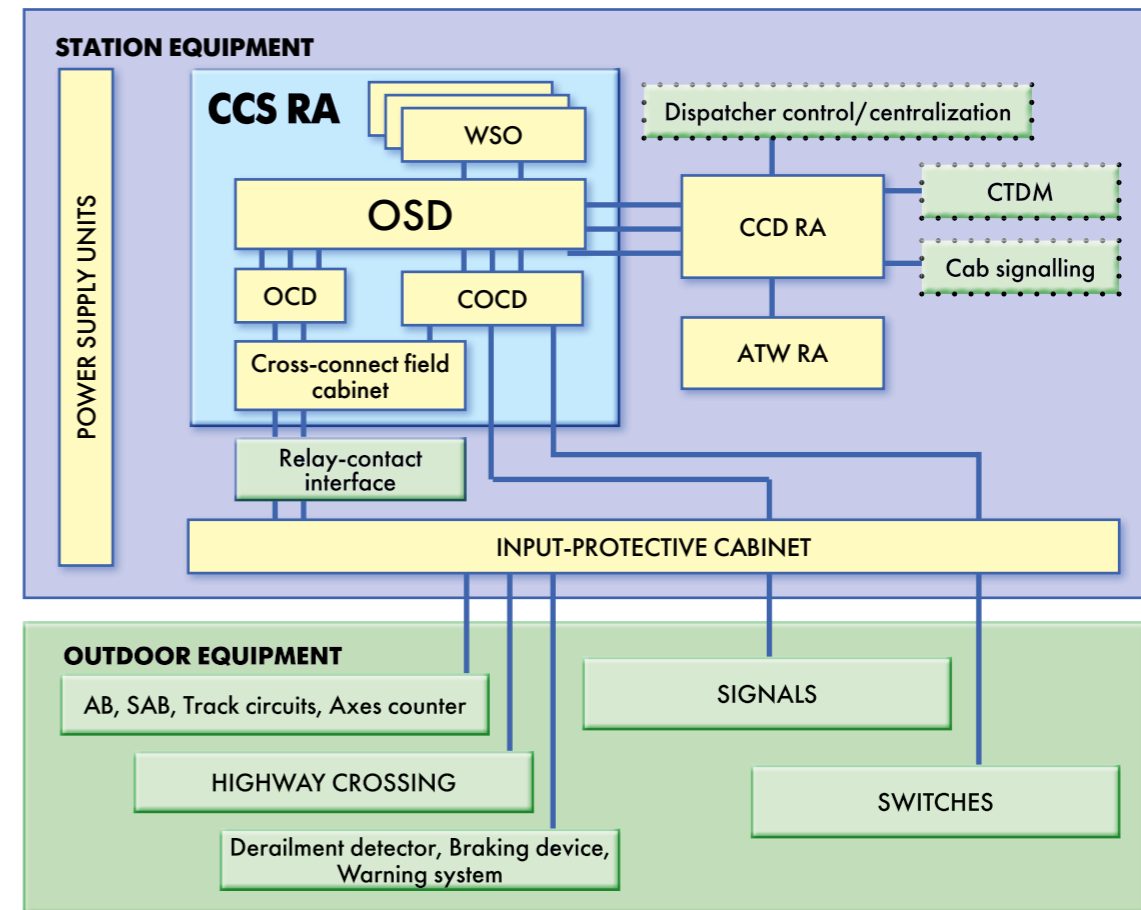 STATION EQUIPMENT
POWER SUPPLY UNITS
CCS RA
WSO
OSD
OCD
COCD
Cross-connect field
cabinet
Relay-contact
interface
Dispatcher control/centralization
CCD RA
CTDM
Cab signalling
ATW RA
INPUT-PROTECTIVE CABINET
OUTDOOR EQUIPMENT
AB, SAB, Track circuits, Axes counter
HIGHWAY CROSSING
Derailment detector, Braking device,
Warning system
SIGNALS
SWITCHES